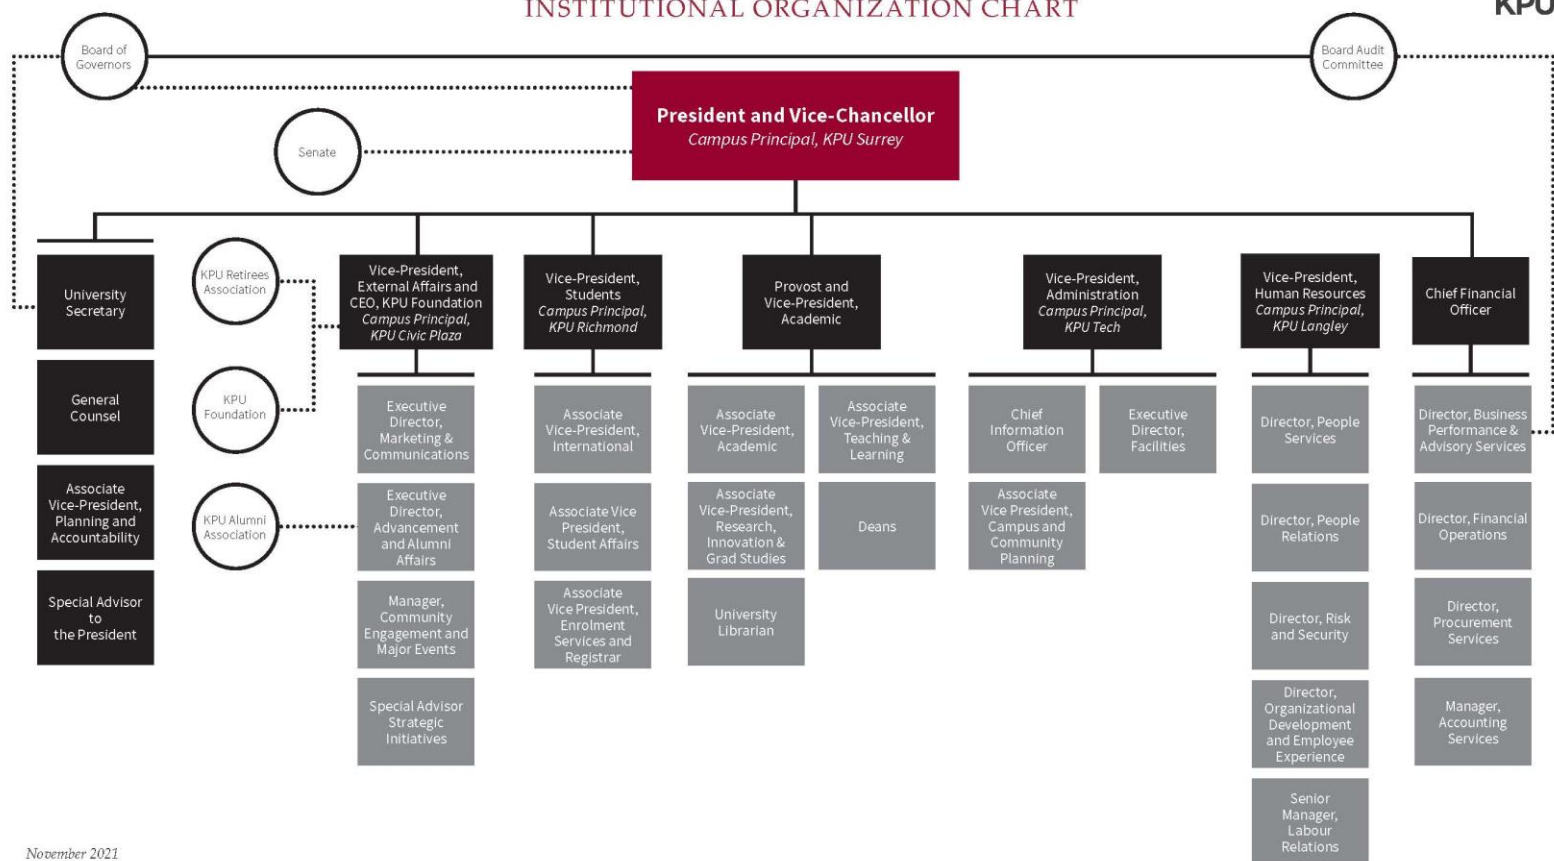 INSTITUTIONAL ORGANIZATION CHART
KPU
Board of
Governors
Board Audit
Committee
President and Vice-Chancellor
Campus Principal, KPU Surrey
Senate
University
Secretary
General
Counsel
Associate
Vice-President,
Planning and
Accountability
Special Advisor
to
the President
KPU Retirees
Association
KPU
Foundation
KPU Alumni
Association
Vice-President,
External Affairs and
CEO, KPU Foundation
Campus Principal,
KPU Civic Plaza
Executive
Director,
Marketing &
Communications
Executive
Director,
Advancement
and Alumni
Affairs
Manager,
Community
Engagement and
Major Events
Special Advisor
Strategic
Initiatives
Vice-President,
Students
Campus Principal,
KPU Richmond
Associate
Vice-President,
International
Associate Vice
President,
Student Affairs
Associate
Vice President,
Enrolment
Services and
Registrar
Provost and
Vice-President,
Academic
Associate
Vice-President,
Academic
Associate
Vice-President,
Teaching &
Learning
Associate
Vice-President,
Research,
Innovation &
Grad Studies
Deans
University
Librarian
Vice-President,
Administration
Campus Principal,
KPU Tech
Chief
Information
Officer
Executive
Director,
Facilities
Associate
Vice President,
Campus and
Community
Planning
Vice-President,
Human Resources
Campus Principal,
KPU Langley
Director, People
Services
Director, People
Relations
Director, Risk
and Security
Director,
Organizational
Development
and Employee
Experience
Senior
Manager,
Labour
Relations
Chief Financial
Officer
Director, Business
Performance &
Advisory Services
Director, Financial
Operations
Director,
Procurement
Services
Manager,
Accounting
Services
November 2021